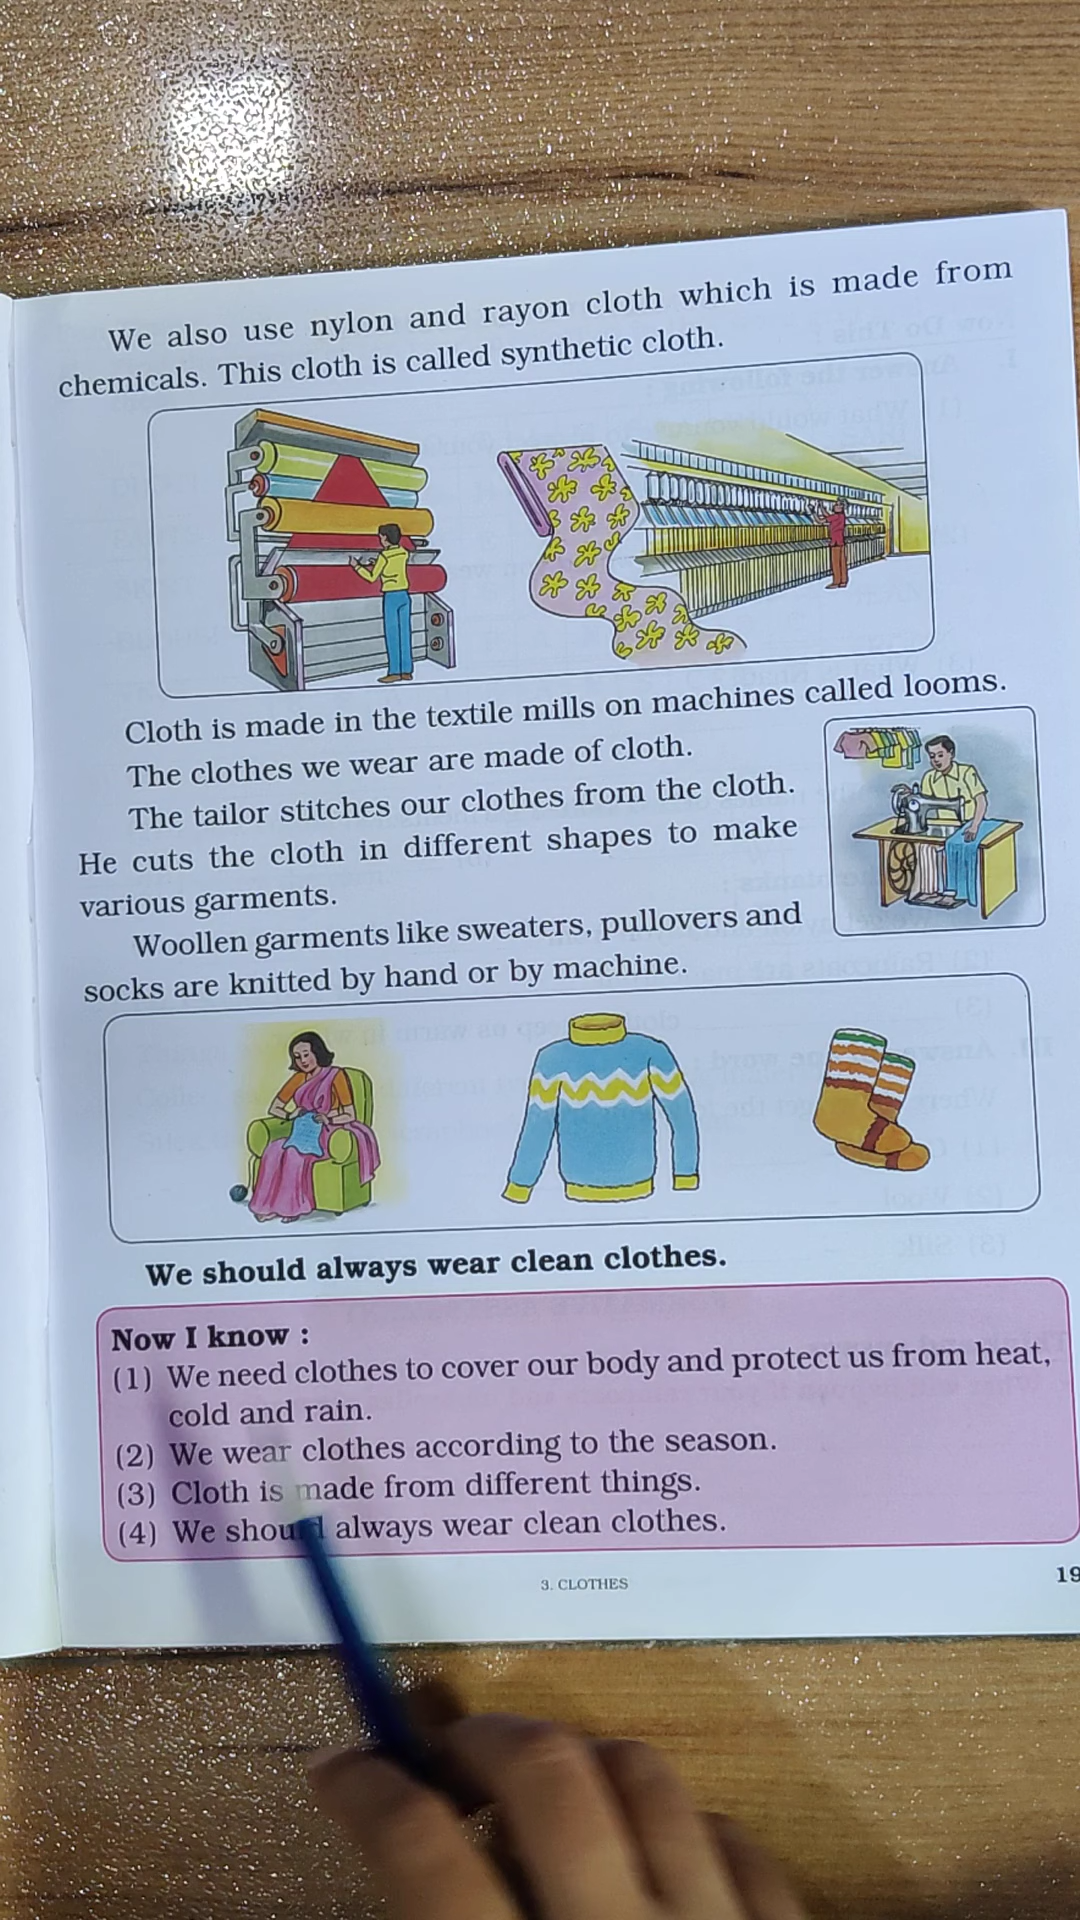 We also use nylon and rayon cloth which is made from
chemicals. This cloth is called synthetic cloth.
Cloth is made in the textile mills on machines called looms.
The clothes we wear are made of cloth.
The tailor stitches our clothes from the cloth.
He cuts the cloth in different shapes to make
various garments.
Woollen garments like sweaters, pullovers and
socks are knitted by hand or by machine.
We should always wear clean clothes.
Now I know :
(1) We need clothes to cover our body and protect us from heat,
cold and rain.
(2) We wear clothes according to the season.
(3) Cloth is made from different things.
(4) We should always wear clean clothes.
3. CLOTHES
19